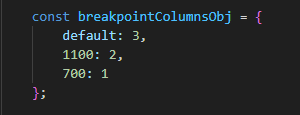 const breakpointColumnsObj = {
default: 3,
1100: 2,
700: 1
};